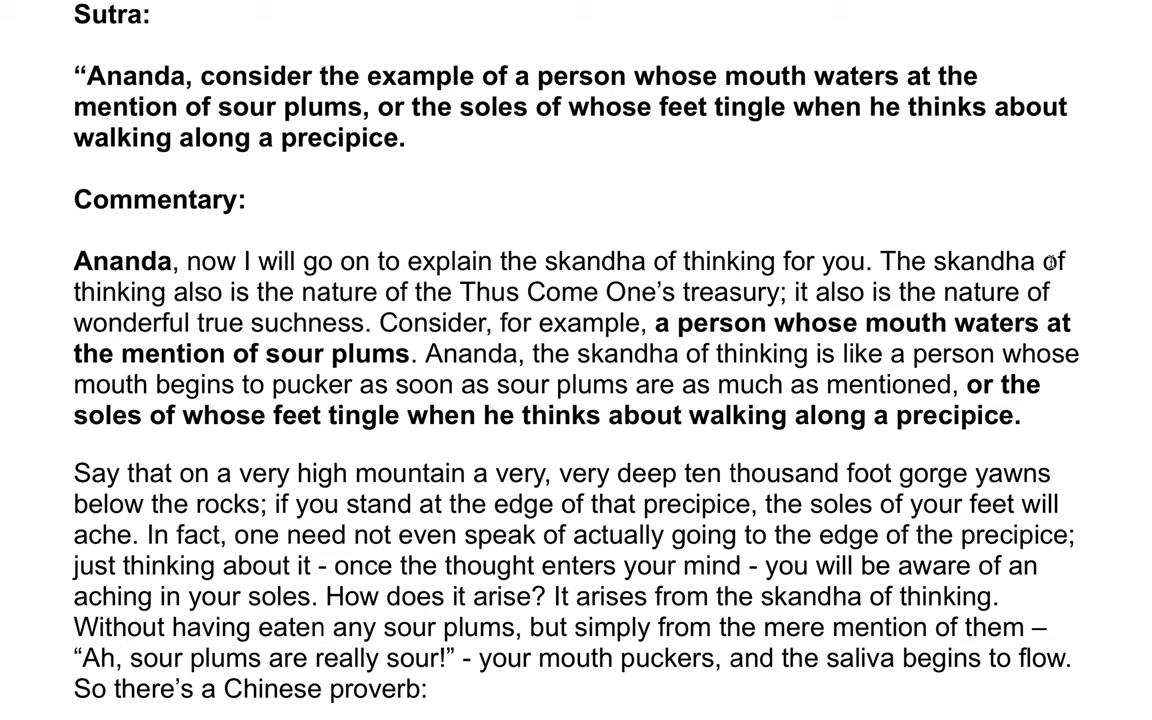 Sutra:
“Ananda, consider the example of a person whose mouth waters at the
mention of sour plums, or the soles of whose feet tingle when he thinks about
walking along a precipice.
Commentary:
Ananda, now I will go on to explain the skandha of thinking for you. The skandha of
thinking also is the nature of the Thus Come One’s treasury; it also is the nature of
wonderful true suchness. Consider, for example, a person whose mouth waters at
the mention of sour plums. Ananda, the skandha of thinking is like a person whose
mouth begins to pucker as soon as sour plums are as much as mentioned, or the
soles of whose feet tingle when he thinks about walking along a precipice.
Say that on a very high mountain a very, very deep ten thousand foot gorge yawns
below the rocks; if you stand at the edge of that precipice, the soles of your feet will
ache. In fact, one need not even speak of actually going to the edge of the precipice;
just thinking about it - once the thought enters your mind - you will be aware of an
aching in your soles. How does it arise? It arises from the skandha of thinking.
Without having eaten any sour plums, but simply from the mere mention of them –
“Ah, sour plums are really sour!” - your mouth puckers, and the saliva begins to flow.
So there’s a Chinese proverb: